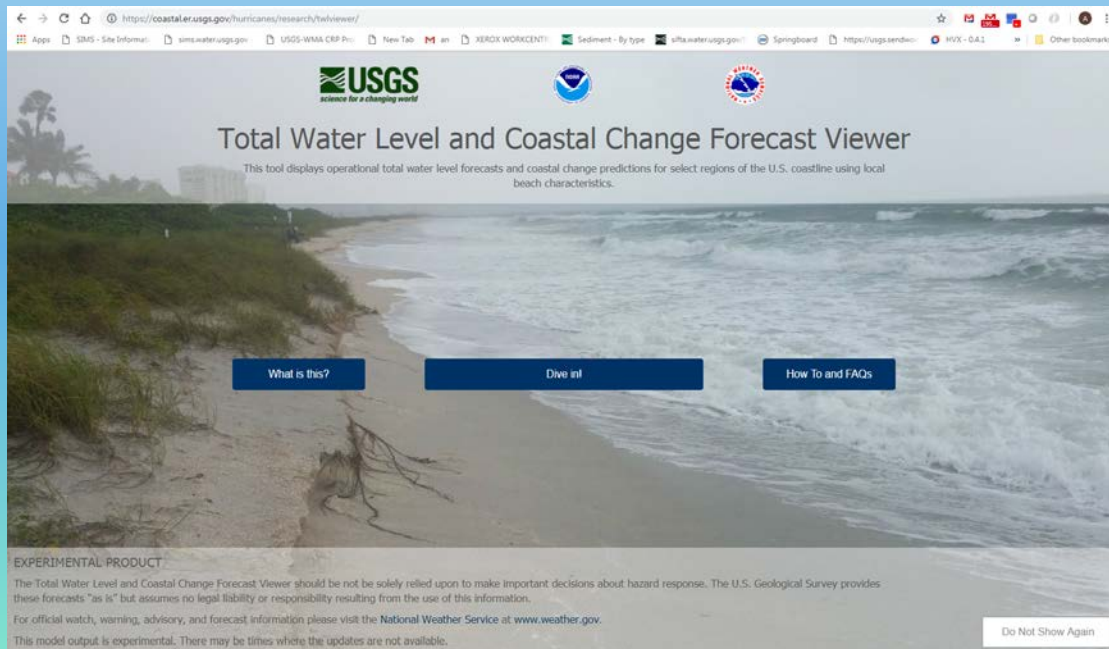 https://coastal.er.usgs.gov/hurricanes/research/twlviewer/
Apps SIMS - Site Informat sims.water.usgs.gov USGS-WMA CRP Pro New Tab an XEROX WORKCENTR Sediment - By type sifta.water.usgs.gov Springboard https://usgs.sendwo HVX - 0.4.1 » Other bookmark
USGS
science for a changing world
Total Water Level and Coastal Change Forecast Viewer
This tool displays operational total water level forecasts and coastal change predictions for select regions of the U.S. coastline using local
beach characteristics.
What is this?
Dive in!
How To and FAQs
EXPERIMENTAL PRODUCT
The Total Water Level and Coastal Change Forecast Viewer should be not be solely relied upon to make important decisions about hazard response. The U.S. Geological Survey provides
these forecasts "as is" but assumes no legal liability or responsibility resulting from the use of this information.
For official watch, warning, advisory, and forecast information please visit the National Weather Service at www.weather.gov.
This model output is experimental. There may be times where the updates are not available.
Do Not Show Again